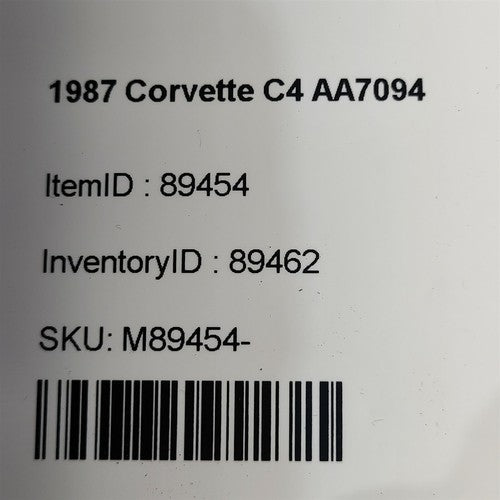 1987 Corvette C4 AA7094
ItemID : 89454
InventoryID : 89462
SKU: M89454-